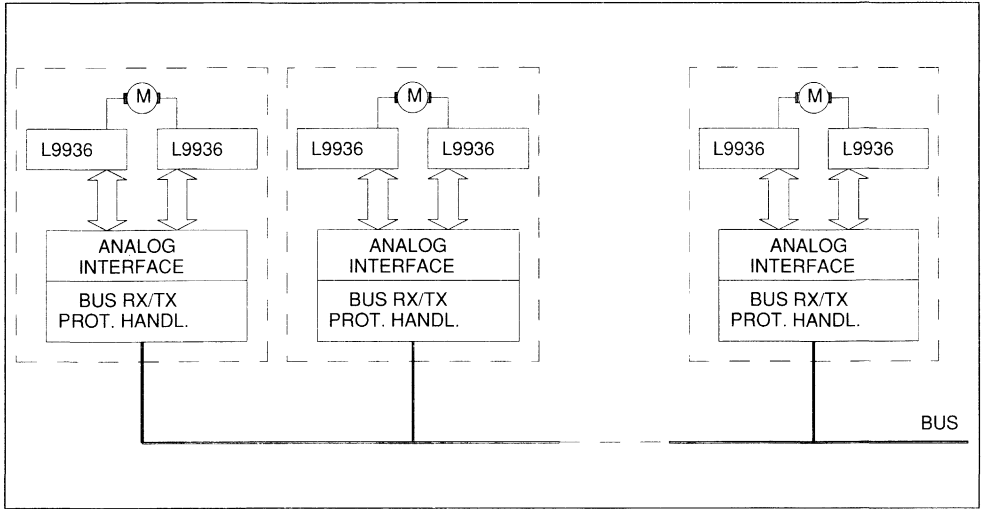 M
L9936
L9936
ANALOG
INTERFACE
BUS RX/TX
PROT. HANDL.
M
L9936
L9936
ANALOG
INTERFACE
BUS RX/TX
PROT. HANDL.
M
L9936
L9936
ANALOG
INTERFACE
BUS RX/TX
PROT. HANDL.
BUS